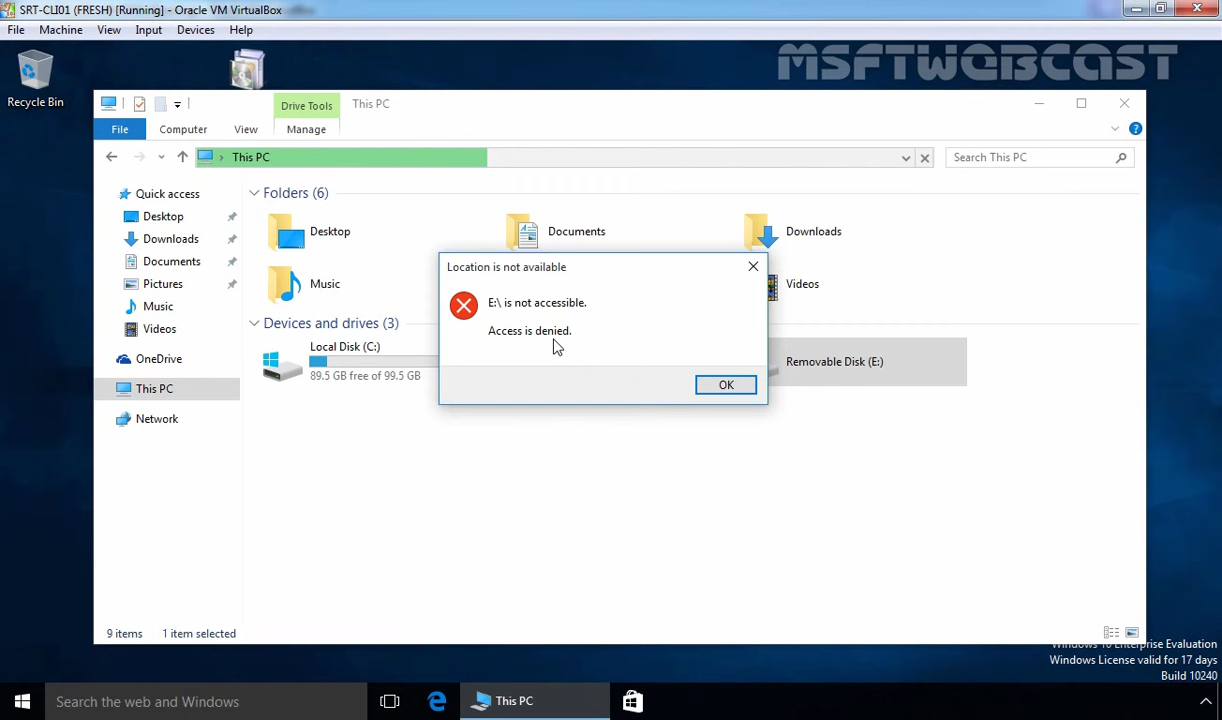 SRT-CLI01 (FRESH) [Running] - Oracle VM VirtualBox
File Machine View Input Devices Help
MSFTWEBCAST
Recycle Bin
Drive Tools This PC
File Computer View Manage
This PC
Search This PC
Quick access
Desktop
Downloads
Documents
Pictures
Music
Videos
OneDrive
This PC
Network
Folders (6)
Desktop
Documents
Downloads
Music
Videos
Devices and drives (3)
Local Disk (C:)
89.5 GB free of 99.5 GB
Removable Disk (E:)
Location is not available
E:\ is not accessible.
Access is denied.
OK
9 items 1 item selected
Windows 10 Enterprise Evaluation
Windows License valid for 17 days
Build 10240
Search the web and Windows
This PC